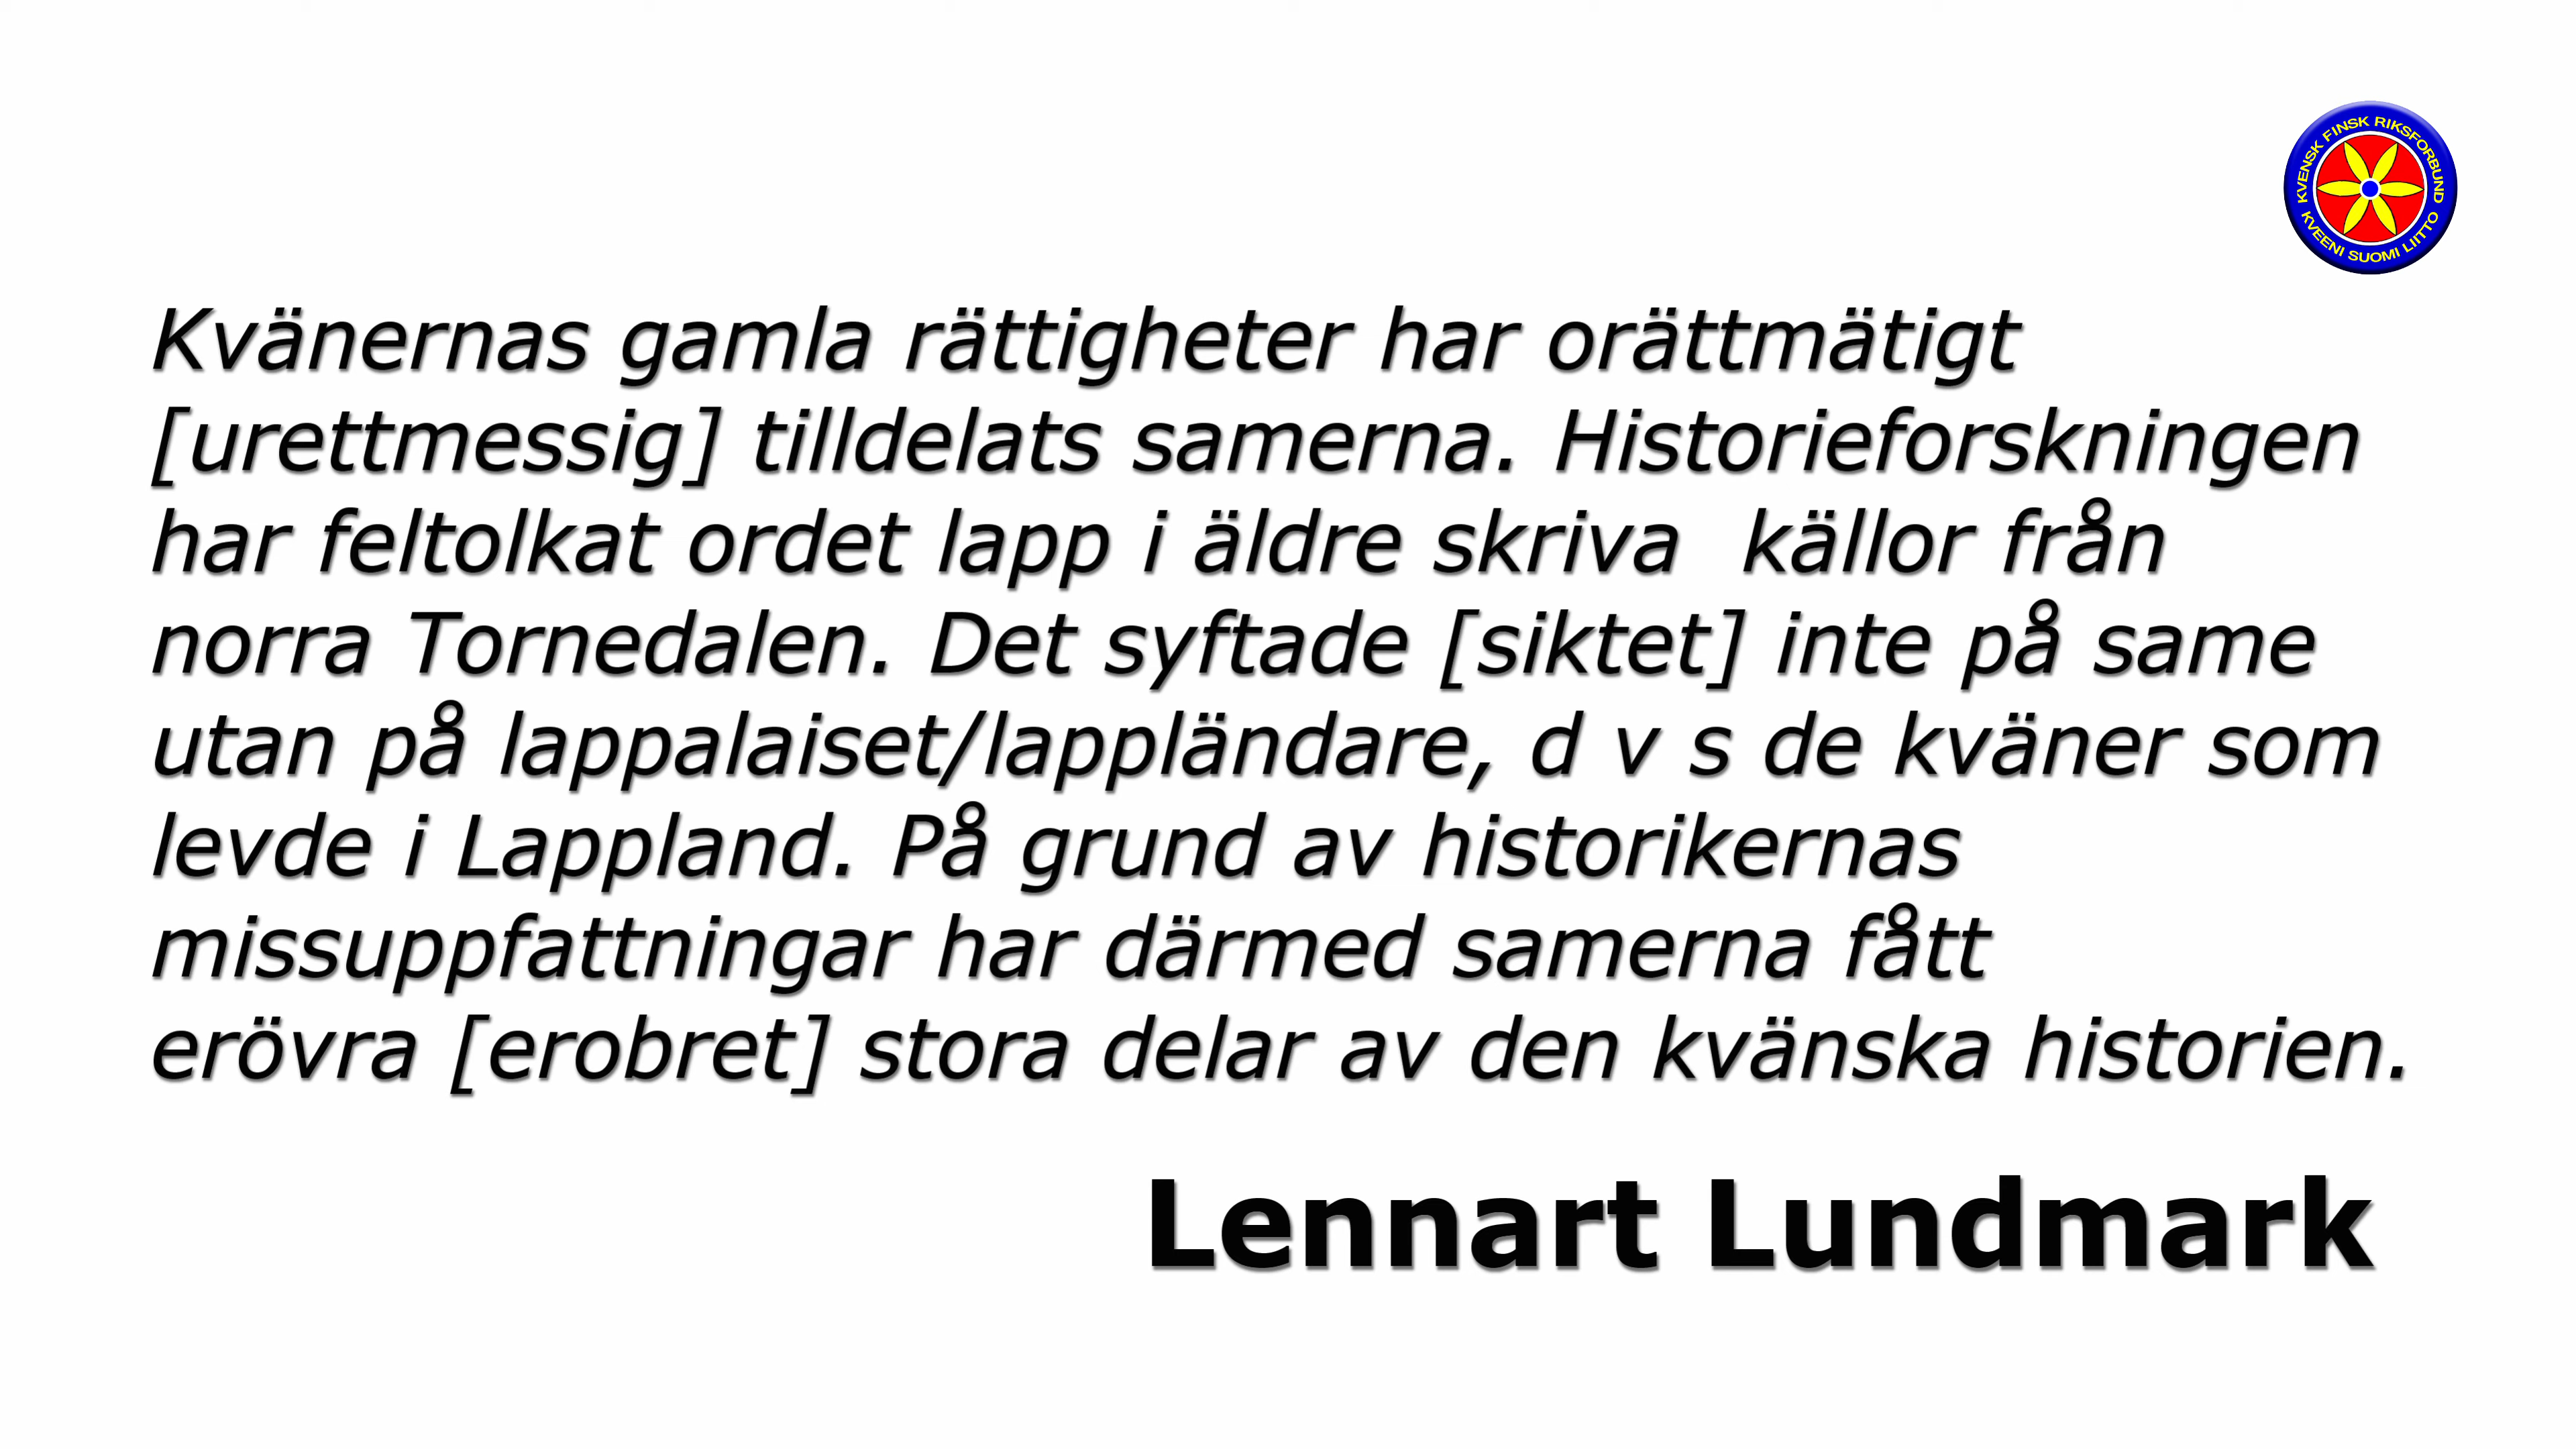 KVENSK FINSK RIKSFORBUND
KVEENI SUOMI LIITTO
Kvänernas gamla rättigheter har orättmätigt
[urettmessig] tilldelats samerna. Historieforskningen
har feltolkat ordet lapp i äldre skriva  källor från
norra Tornedalen. Det syftade [siktet] inte på same
utan på lappalaiset/lappländare, d v s de kväner som
levde i Lappland. På grund av historikernas
missuppfattningar har därmed samerna fått
erövra [erobret] stora delar av den kvänska historien.
Lennart Lundmark